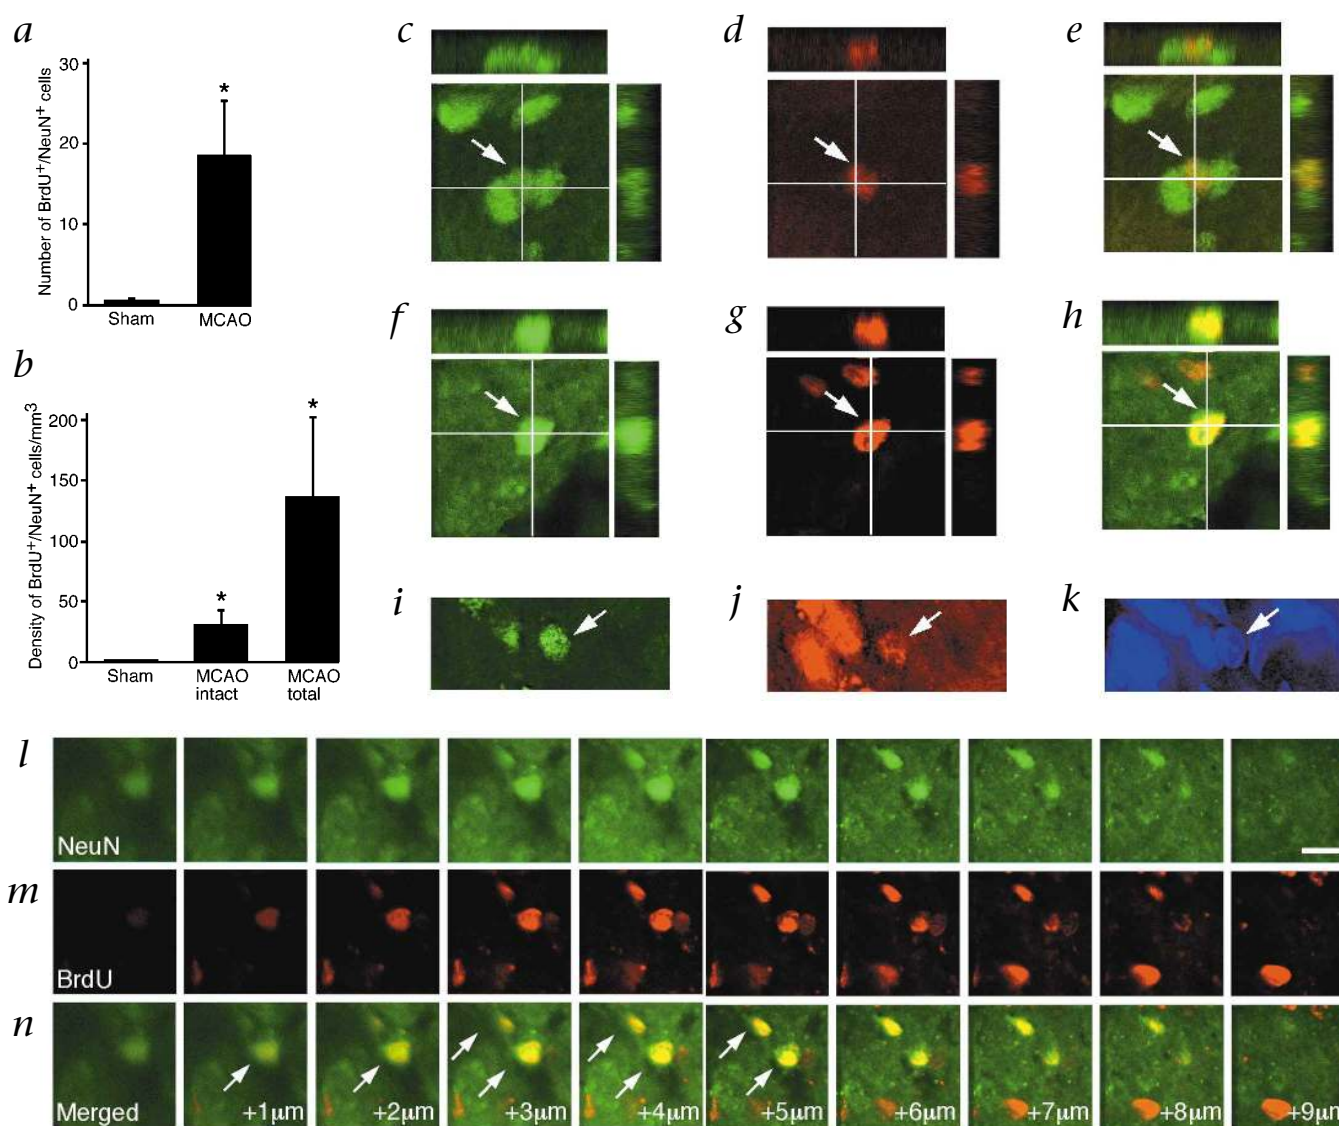 a
Number of BrdU+/NeuN+ cells
30
20
10
0
*
Sham
MCAO
b
Density of BrdU+/NeuN+ cells/mm3
200
150
100
50
0
*
*
Sham
MCAO intact
MCAO total
c
d
e
f
g
h
i
j
k
l
NeuN
m
BrdU
n
Merged
+1μm
+2μm
+3μm
+4μm
+5μm
+6μm
+7μm
+8μm
+9μm